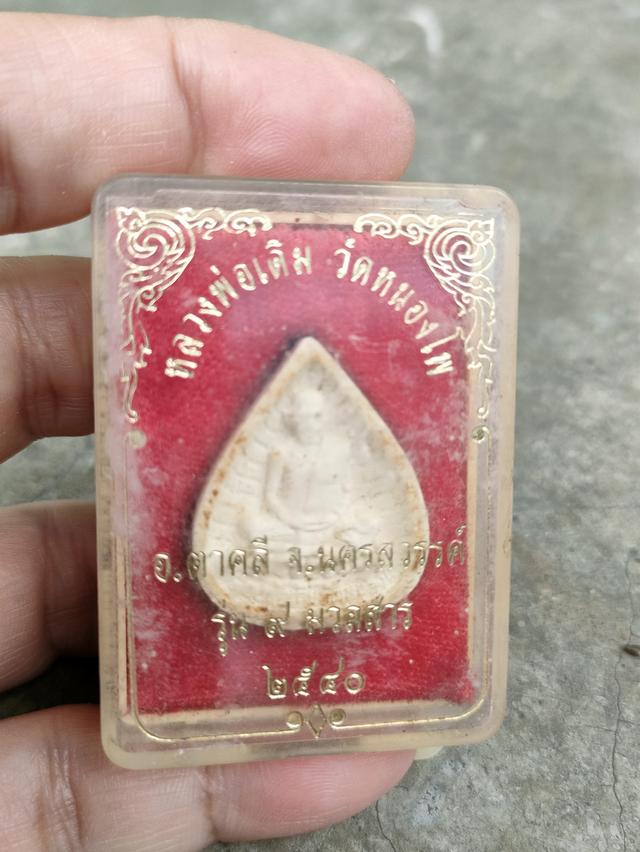 หลวงพ่อเดิม วัดหนองโพ
อ.ตาคลี จ.นครสวรรค์
รุ่น ๙ มวลสาร
๒๕๔๐